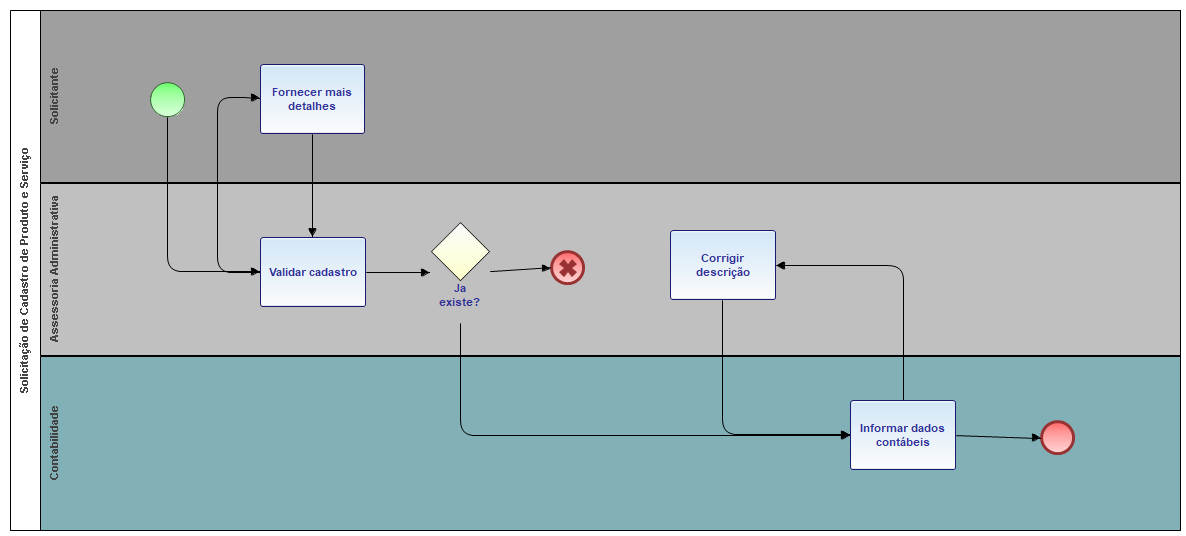 Solicitação de Cadastro de Produto e Serviço
Solicitante
Fornecer mais
detalhes
Assessoria Administrativa
Validar cadastro
Ja
existe?
Corrigir
descrição
Contabilidade
Informar dados
contábeis